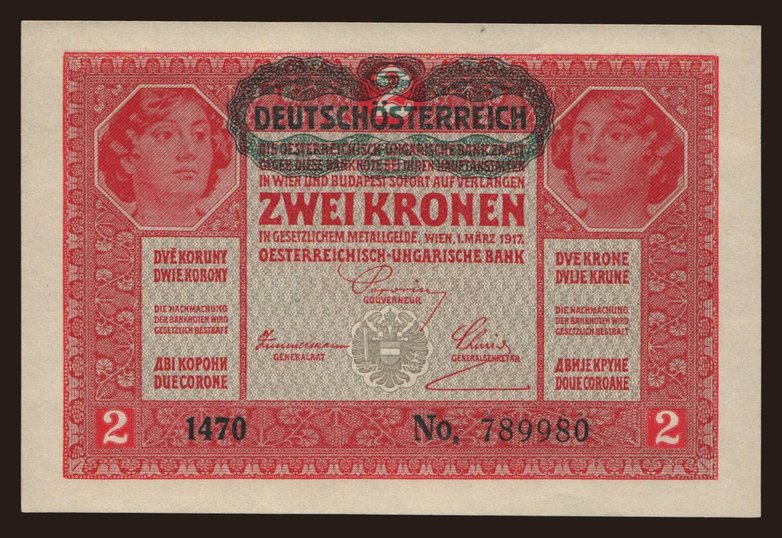 2
DEUTSCHÖSTERREICH
DIE OESTERREICHISCH-UNGARISCHE BANK ZAHLT
GEGEN DIESE BANKNOTE BEI IHREN HAUPTANSTALTEN
IN WIEN UND BUDAPEST SOFORT AUF VERLANGEN
ZWEI KRONEN
IN GESETZLICHEM METALLGELDE. WIEN, 1. MÄRZ 1917.
OESTERREICHISCH-UNGARISCHE BANK
GOUVERNEUR
GENERALRAT
GENERALSEKRETÄR
DVĚ KORUNY
DWIE KORONY
DIE NACHMACHUNG
DER BANKNOTEN WIRD
GESETZLICH BESTRAFT
ДВІ КОРОНИ
DUE CORONE
DVE KRONE
DVIJE KRUNE
DIE NACHMACHUNG
DER BANKNOTEN WIRD
GESETZLICH BESTRAFT
ДВИЈЕ КРУНЕ
DOUE COROANE
2
1470
No. 789980
2